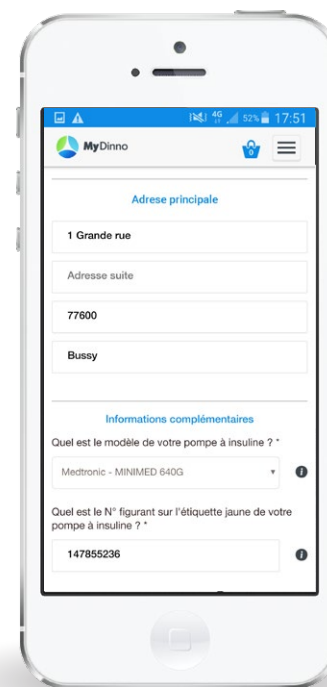 4G 52% 17:51
MyDinno
0
Adrese principale
1 Grande rue
Adresse suite
77600
Bussy
Informations complémentaires
Quel est le modèle de votre pompe à insuline ? *
Medtronic - MINIMED 640G
Quel est le N° figurant sur l'étiquette jaune de votre
pompe à insuline ? *
147855236